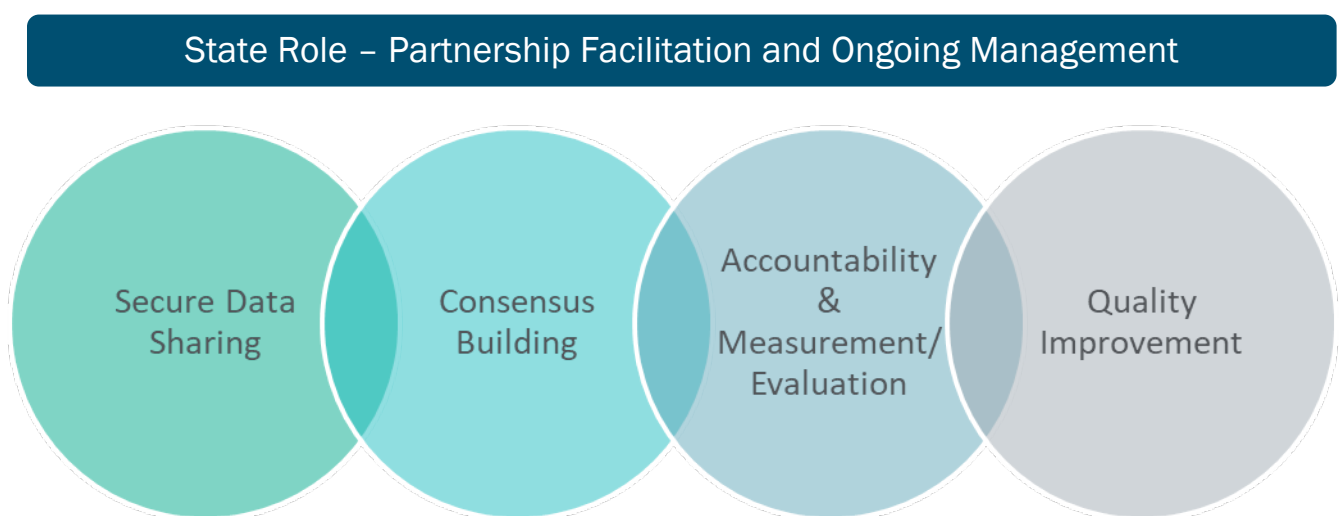 State Role – Partnership Facilitation and Ongoing Management
Secure Data
Sharing
Consensus
Building
Accountability
&
Measurement/
Evaluation
Quality
Improvement